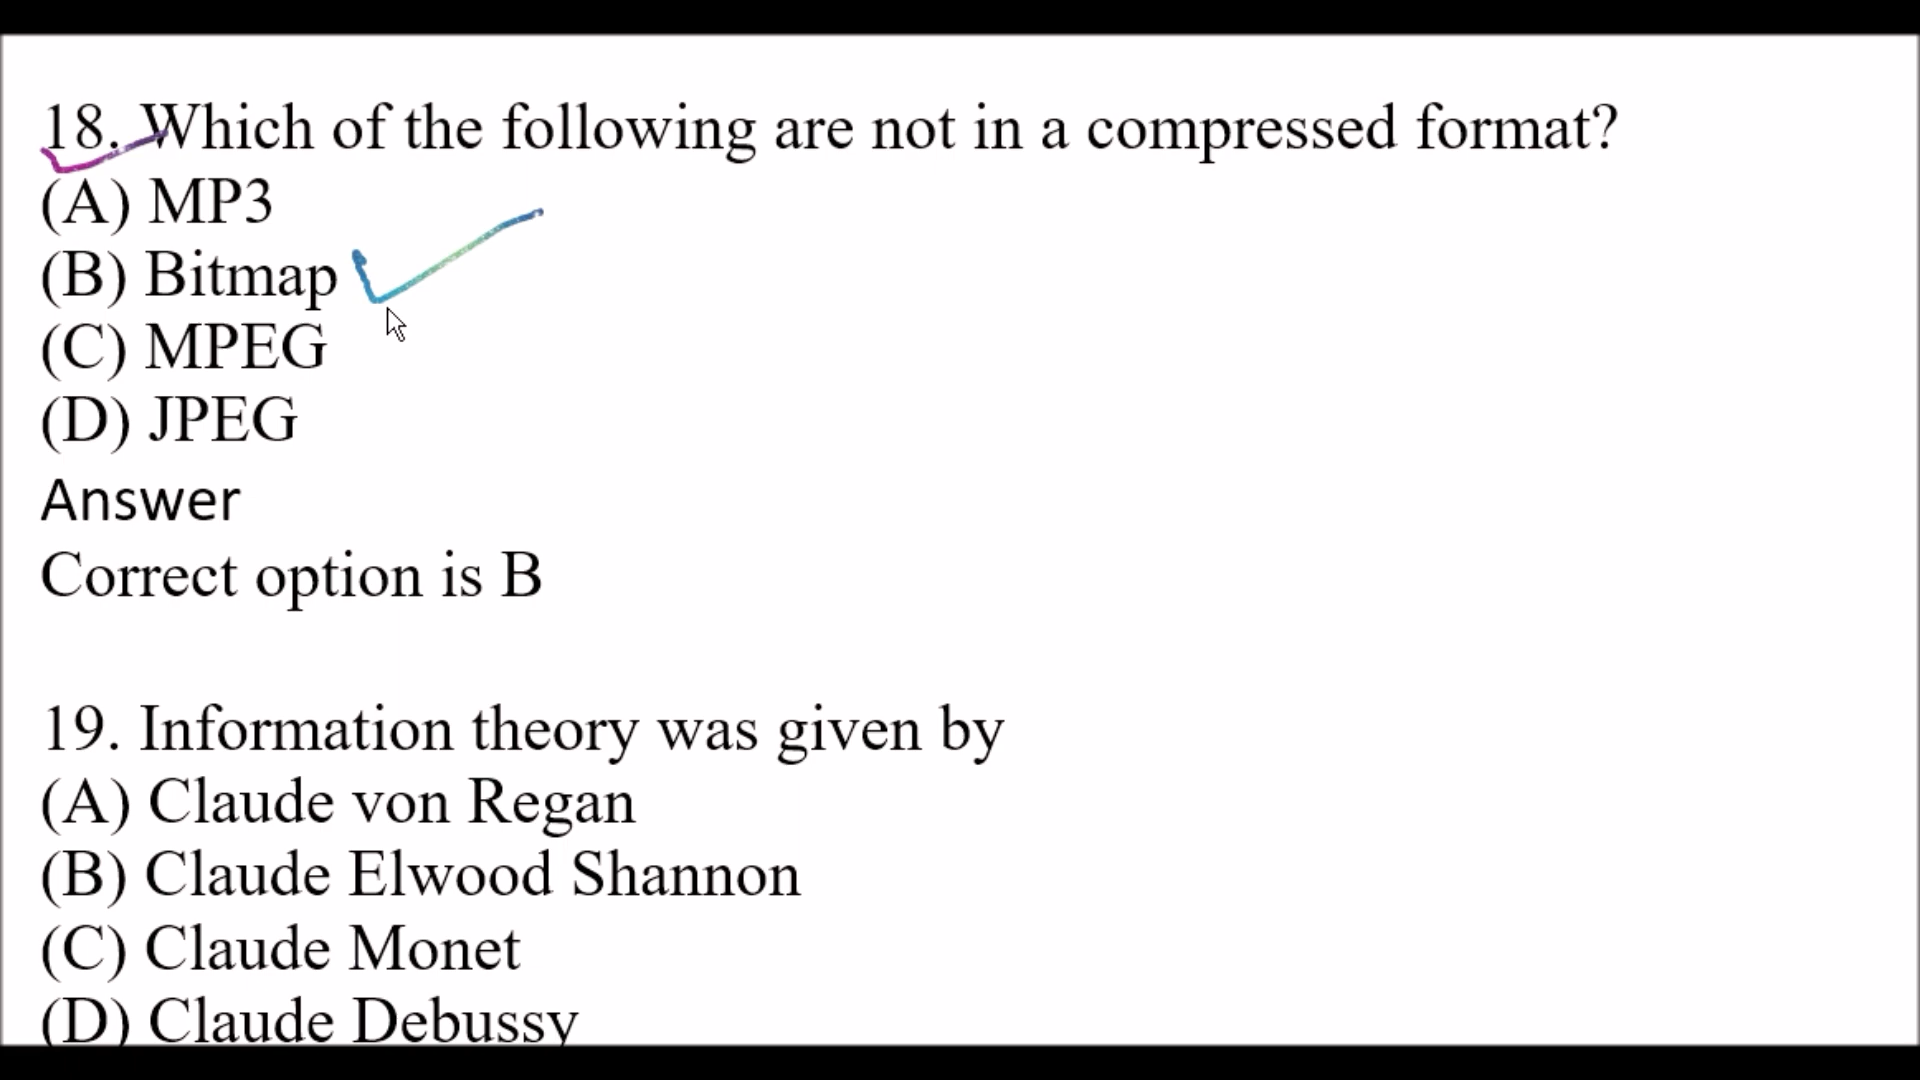 18. Which of the following are not in a compressed format?
(A) MP3
(B) Bitmap
(C) MPEG
(D) JPEG
Answer
Correct option is B
19. Information theory was given by
(A) Claude von Regan
(B) Claude Elwood Shannon
(C) Claude Monet
(D) Claude Debussy